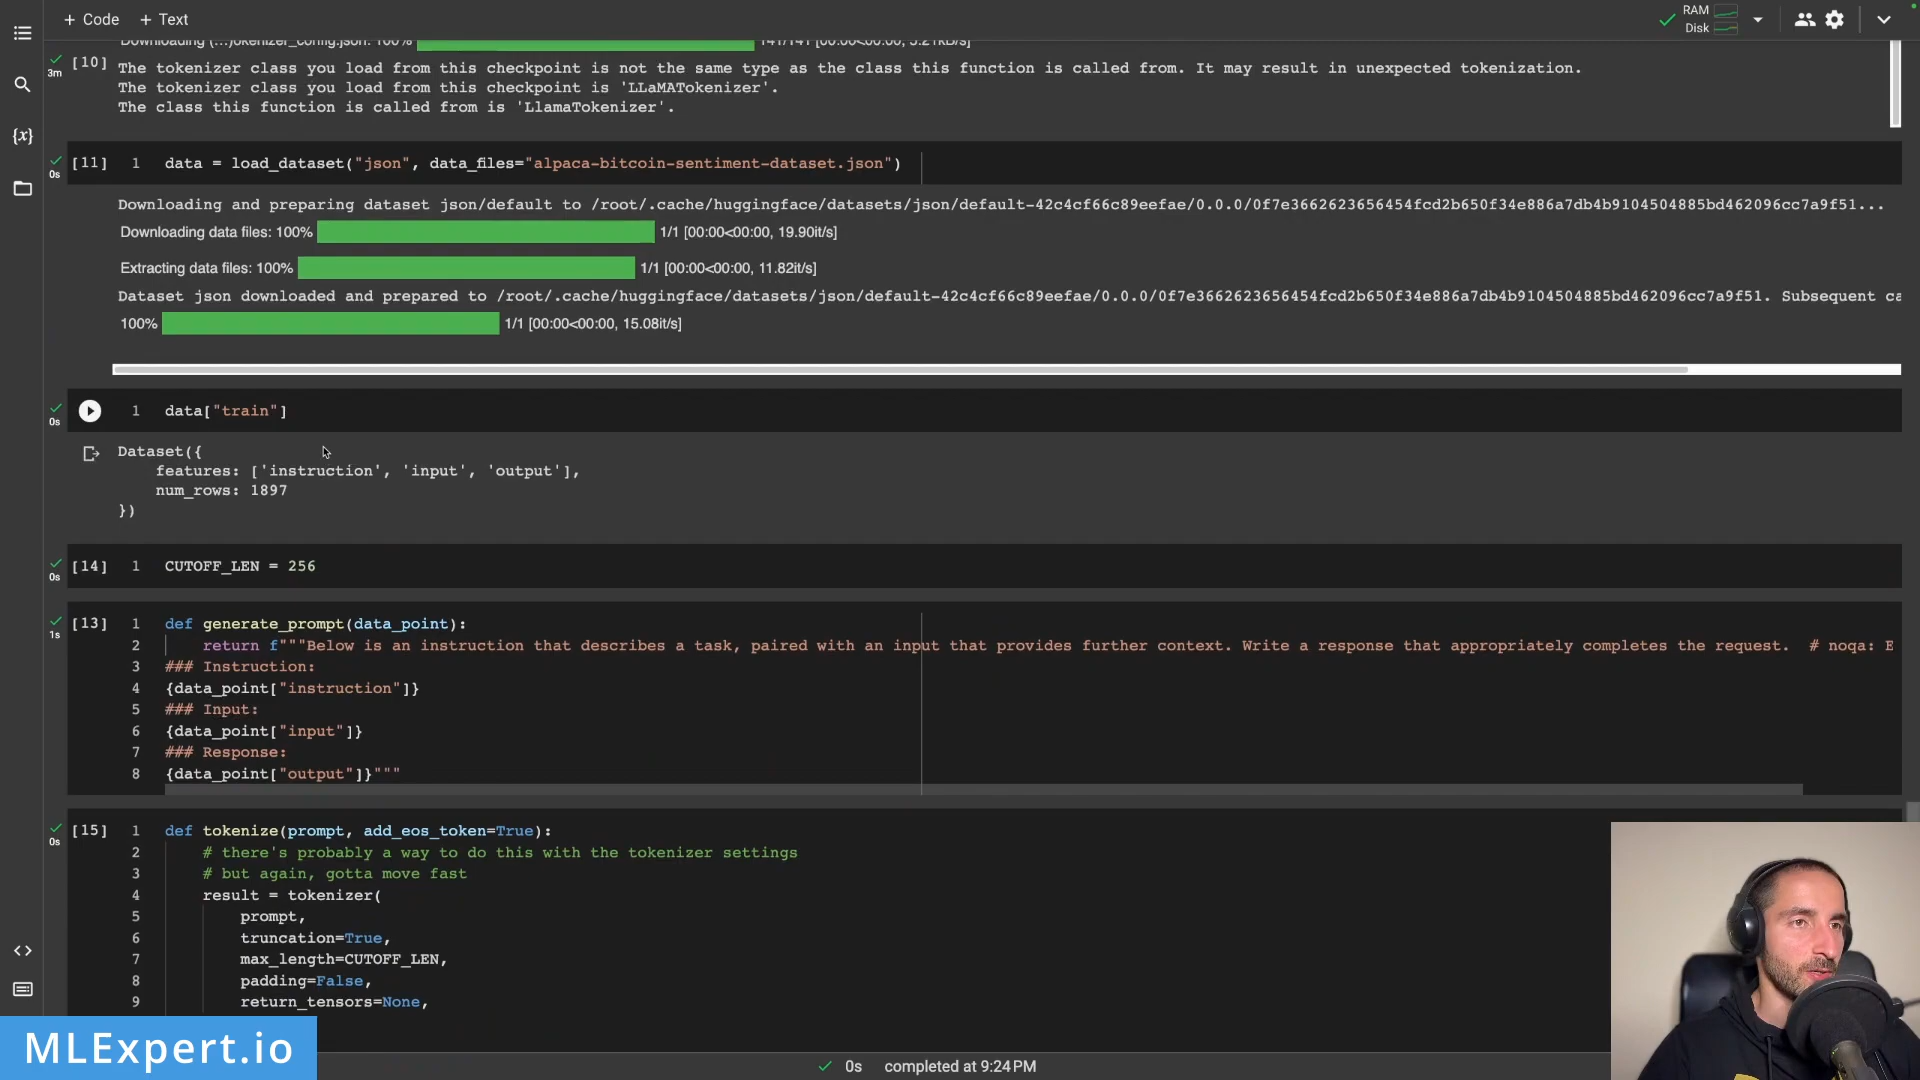 + Code + Text
RAM
Disk
Downloading (…)okenizer_config.json: 100% 141/141 [00:00<00:00, 5.21kB/s]
3m
[10]
The tokenizer class you load from this checkpoint is not the same type as the class this function is called from. It may result in unexpected tokenization.
The tokenizer class you load from this checkpoint is 'LLaMATokenizer'.
The class this function is called from is 'LlamaTokenizer'.
{x}
0s
[11] 1 data = load_dataset("json", data_files="alpaca-bitcoin-sentiment-dataset.json")
Downloading and preparing dataset json/default to /root/.cache/huggingface/datasets/json/default-42c4cf66c89eefae/0.0.0/0f7e3662623656454fcd2b650f34e886a7db4b9104504885bd462096cc7a9f51...
Downloading data files: 100% 1/1 [00:00<00:00, 19.90it/s]
Extracting data files: 100% 1/1 [00:00<00:00, 11.82it/s]
Dataset json downloaded and prepared to /root/.cache/huggingface/datasets/json/default-42c4cf66c89eefae/0.0.0/0f7e3662623656454fcd2b650f34e886a7db4b9104504885bd462096cc7a9f51. Subsequent ca
100% 1/1 [00:00<00:00, 15.08it/s]
0s
1 data["train"]
Dataset({
features: ['instruction', 'input', 'output'],
num_rows: 1897
})
0s
[14] 1 CUTOFF_LEN = 256
1s
[13] 1 def generate_prompt(data_point):
2 return f"""Below is an instruction that describes a task, paired with an input that provides further context. Write a response that appropriately completes the request.  # noqa: E
3 ### Instruction:
4 {data_point["instruction"]}
5 ### Input:
6 {data_point["input"]}
7 ### Response:
8 {data_point["output"]}"""
0s
[15] 1 def tokenize(prompt, add_eos_token=True):
2 # there's probably a way to do this with the tokenizer settings
3 # but again, gotta move fast
4 result = tokenizer(
5 prompt,
6 truncation=True,
7 max_length=CUTOFF_LEN,
8 padding=False,
9 return_tensors=None,
MLExpert.io
0s completed at 9:24 PM